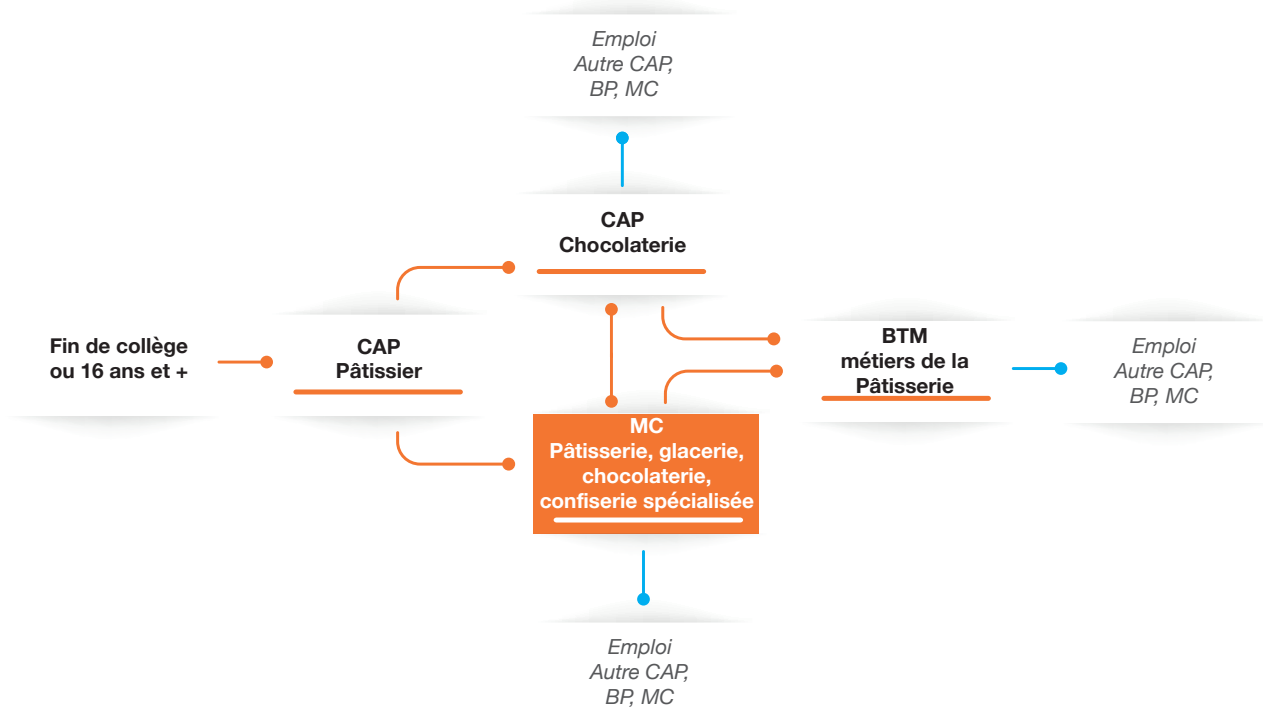 Emploi
Autre CAP,
BP, MC
CAP
Chocolaterie
Fin de collège
ou 16 ans et +
CAP
Pâtissier
BTM
métiers de la
Pâtisserie
Emploi
Autre CAP,
BP, MC
MC
Pâtisserie, glacerie,
chocolaterie,
confiserie spécialisée
Emploi
Autre CAP,
BP, MC